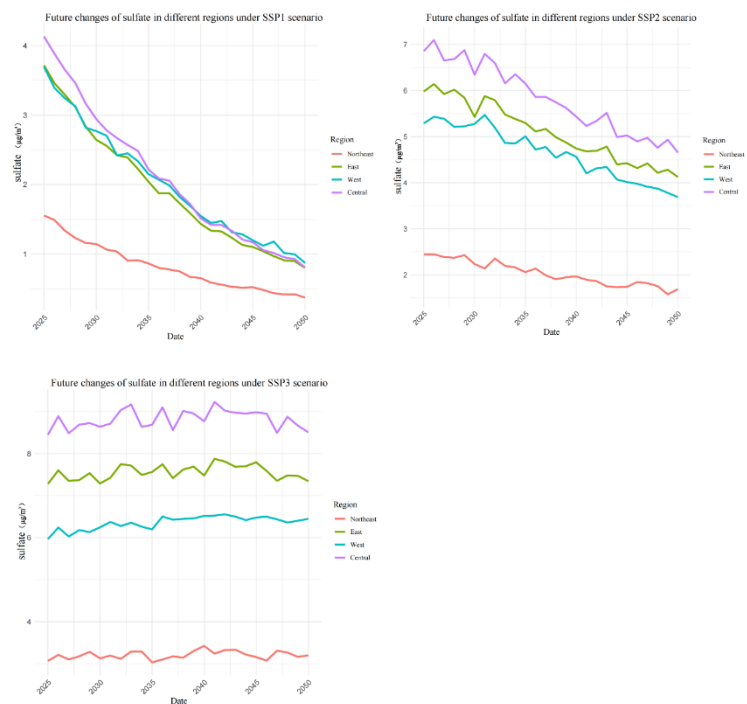 Future changes of sulfate in different regions under SSP1 scenario
4
3
2
1
sulfate (μg/m³)
2025
2030
2035
2040
2045
2050
Date
Region
Northeast
East
West
Central
Future changes of sulfate in different regions under SSP2 scenario
7
6
5
4
3
2
sulfate (μg/m³)
2025
2030
2035
2040
2045
2050
Date
Region
Northeast
East
West
Central
Future changes of sulfate in different regions under SSP3 scenario
8
6
4
sulfate (μg/m³)
2025
2030
2035
2040
2045
2050
Date
Region
Northeast
East
West
Central